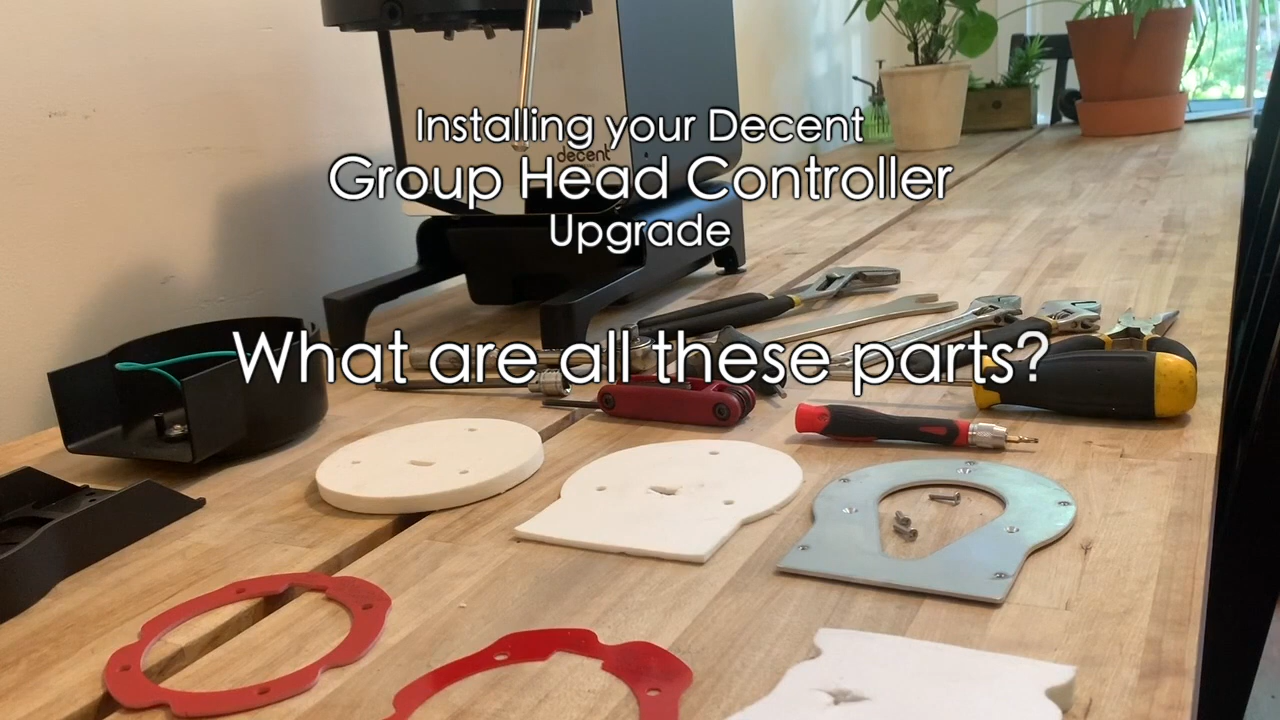 Installing your Decent
decent
Group Head Controller
Upgrade
What are all these parts?